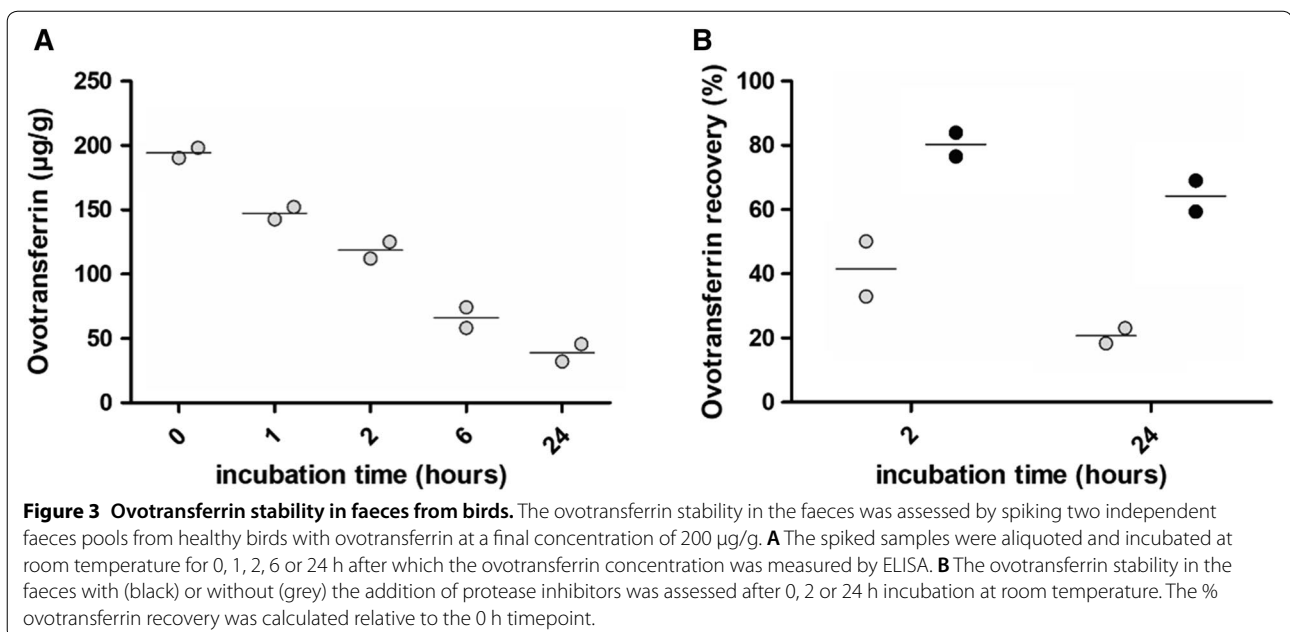 A
Ovotransferrin (µg/g)
250
200
150
100
50
0
0
1
2
6
24
incubation time (hours)
B
Ovotransferrin recovery (%)
100
80
60
40
20
0
2
24
incubation time (hours)
Figure 3 Ovotransferrin stability in faeces from birds. The ovotransferrin stability in the faeces was assessed by spiking two independent
faeces pools from healthy birds with ovotransferrin at a final concentration of 200 µg/g. A The spiked samples were aliquoted and incubated at
room temperature for 0, 1, 2, 6 or 24 h after which the ovotransferrin concentration was measured by ELISA. B The ovotransferrin stability in the
faeces with (black) or without (grey) the addition of protease inhibitors was assessed after 0, 2 or 24 h incubation at room temperature. The %
ovotransferrin recovery was calculated relative to the 0 h timepoint.